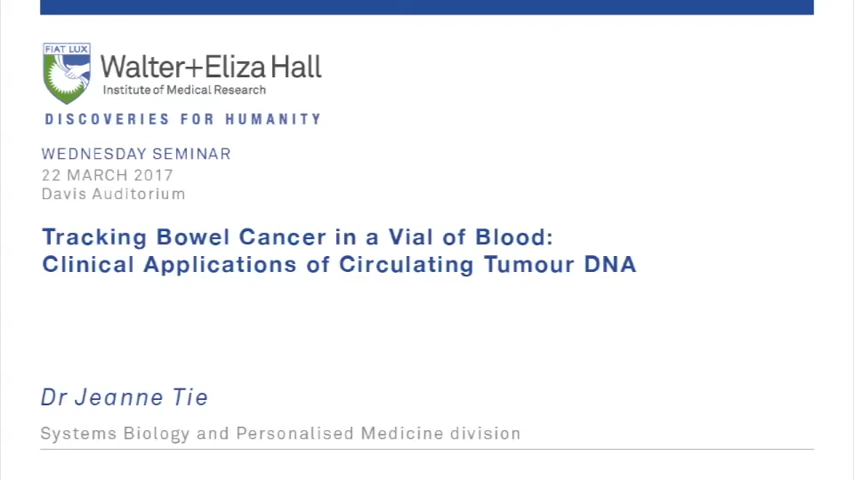 FIAT LUX
Walter+Eliza Hall
Institute of Medical Research
DISCOVERIES FOR HUMANITY
WEDNESDAY SEMINAR
22 MARCH 2017
Davis Auditorium
Tracking Bowel Cancer in a Vial of Blood:
Clinical Applications of Circulating Tumour DNA
Dr Jeanne Tie
Systems Biology and Personalised Medicine division